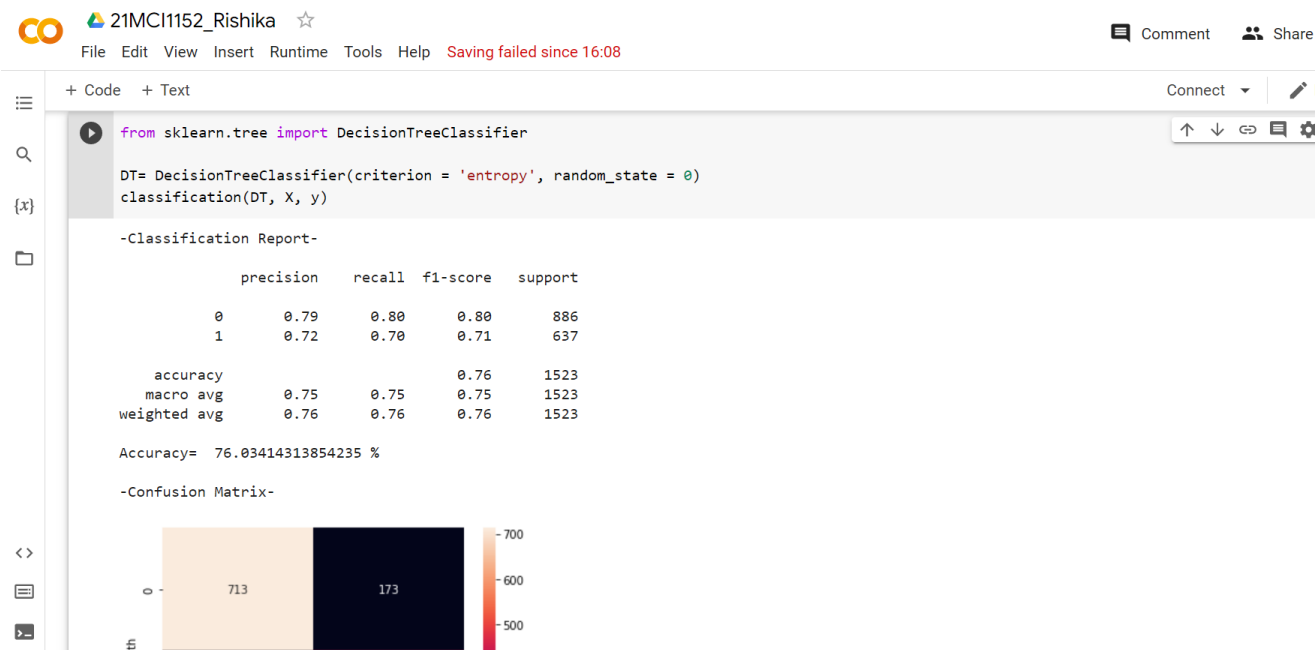 21MCI1152_Rishika
File Edit View Insert Runtime Tools Help Saving failed since 16:08
Comment Share
+ Code + Text
Connect
{x}
from sklearn.tree import DecisionTreeClassifier
DT= DecisionTreeClassifier(criterion = 'entropy', random_state = 0)
classification(DT, X, y)
-Classification Report-
precision recall f1-score support
0 0.79 0.80 0.80 886
1 0.72 0.70 0.71 637
accuracy 0.76 1523
macro avg 0.75 0.75 0.75 1523
weighted avg 0.76 0.76 0.76 1523
Accuracy= 76.03414313854235 %
-Confusion Matrix-
700
0 713 173 600
500
th